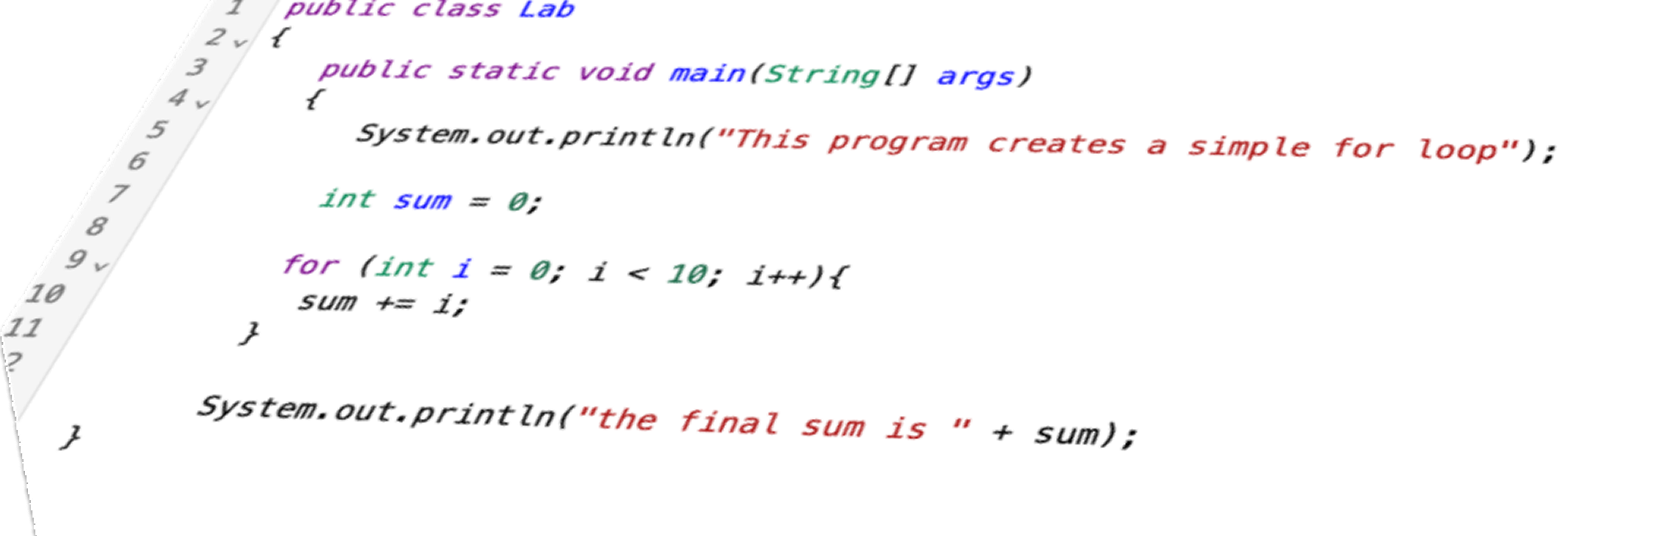 1 public class Lab
2 {
3 public static void main(String[] args)
4 {
5 System.out.println("This program creates a simple for loop");
6
7 int sum = 0;
8
9 for (int i = 0; i < 10; i++){
10 sum += i;
11 }
2
System.out.println("the final sum is " + sum);
}